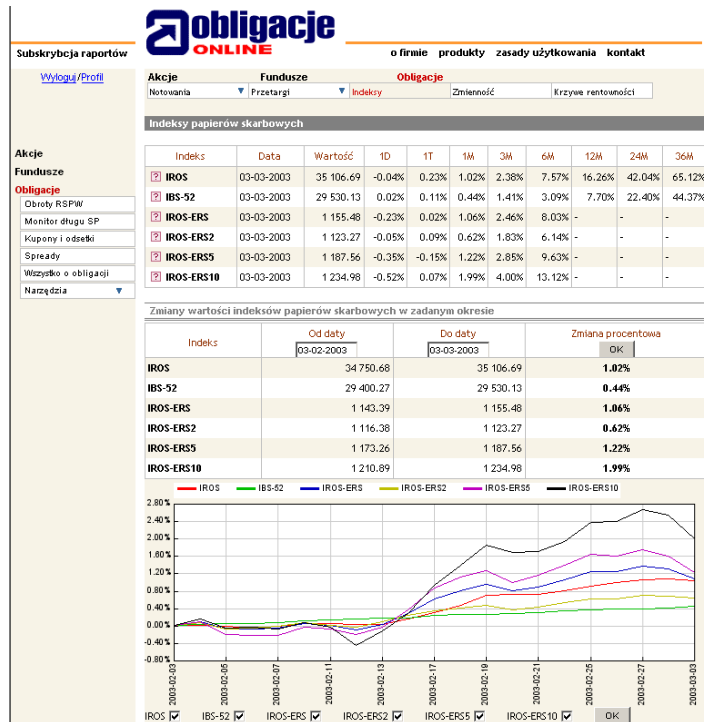 obligacje
ONLINE
Subskrybcja raportów
o firmie produkty zasady użytkowania kontakt
Wyloguj/Profil
Akcje Fundusze Obligacje
Notowania Przetargi Indeksy Zmienność Krzywe rentowności
Indeksy papierów skarbowych
Akcje
Fundusze
Obligacje
Obroty RSPW
Monitor długu SP
Kupony i odsetki
Spready
Wszystko o obligacji
Narzędzia
Indeks Data Wartość 1D 1T 1M 3M 6M 12M 24M 36M
? IROS 03-03-2003 35 106.69 -0.04% 0.23% 1.02% 2.38% 7.57% 16.26% 42.04% 65.12%
? IBS-52 03-03-2003 29 530.13 0.02% 0.11% 0.44% 1.41% 3.09% 7.70% 22.40% 44.37%
? IROS-ERS 03-03-2003 1 155.48 -0.23% 0.02% 1.06% 2.46% 8.03% - - -
? IROS-ERS2 03-03-2003 1 123.27 -0.05% 0.09% 0.62% 1.83% 6.14% - - -
? IROS-ERS5 03-03-2003 1 187.56 -0.35% -0.15% 1.22% 2.85% 9.63% - - -
? IROS-ERS10 03-03-2003 1 234.98 -0.52% 0.07% 1.99% 4.00% 13.12% - - -
Zmiany wartości indeksów papierów skarbowych w zadanym okresie
Indeks Od daty Do daty Zmiana procentowa
03-02-2003 03-03-2003 OK
IROS 34 750.68 35 106.69 1.02%
IBS-52 29 400.27 29 530.13 0.44%
IROS-ERS 1 143.39 1 155.48 1.06%
IROS-ERS2 1 116.38 1 123.27 0.62%
IROS-ERS5 1 173.26 1 187.56 1.22%
IROS-ERS10 1 210.89 1 234.98 1.99%
IROS IBS-52 IROS-ERS IROS-ERS2 IROS-ERS5 IROS-ERS10
2.80%
2.40%
2.00%
1.60%
1.20%
0.80%
0.40%
0.00%
-0.40%
-0.80%
2003-02-03 2003-02-05 2003-02-07 2003-02-11 2003-02-13 2003-02-17 2003-02-19 2003-02-21 2003-02-25 2003-02-27 2003-03-03
IROS IBS-52 IROS-ERS IROS-ERS2 IROS-ERS5 IROS-ERS10 OK